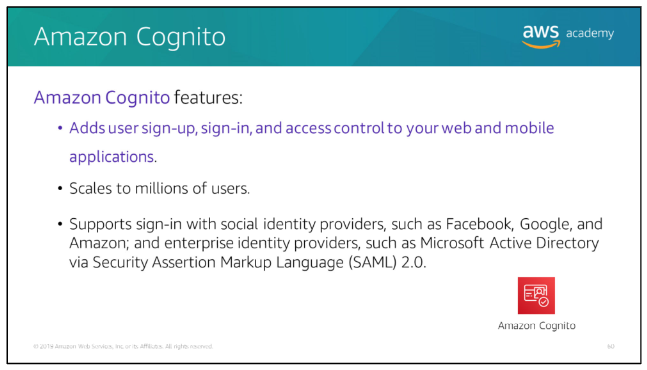 Amazon Cognito
aws academy
Amazon Cognito features:
• Adds user sign-up, sign-in, and access control to your web and mobile
applications.
• Scales to millions of users.
• Supports sign-in with social identity providers, such as Facebook, Google, and
Amazon; and enterprise identity providers, such as Microsoft Active Directory
via Security Assertion Markup Language (SAML) 2.0.
Amazon Cognito
© 2019 Amazon Web Services, Inc. or its Affiliates. All rights reserved.
60